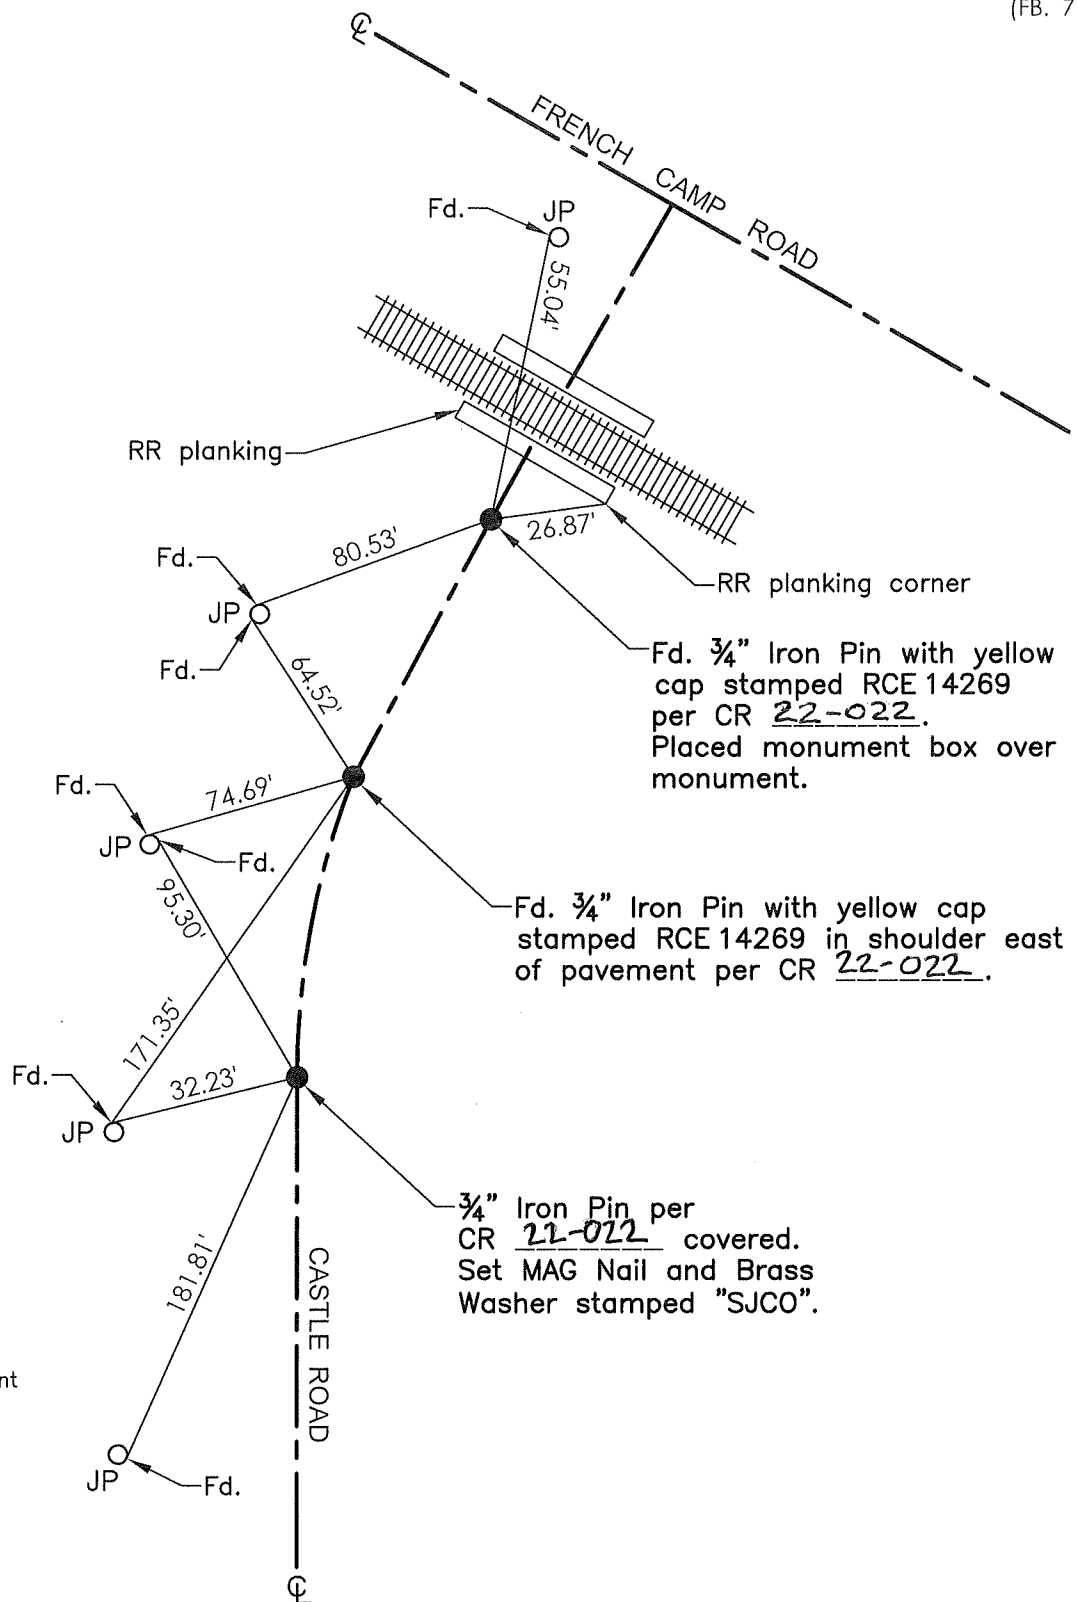 (FB. 7
℄
FRENCH CAMP ROAD
Fd.
JP
55.04'
RR planking
80.53'
26.87'
Fd.
JP
Fd.
RR planking corner
64.52'
Fd. ¾" Iron Pin with yellow
cap stamped RCE 14269
per CR 22-022.
Placed monument box over
monument.
Fd.
74.69'
JP
Fd.
95.30'
Fd. ¾" Iron Pin with yellow cap
stamped RCE 14269 in shoulder east
of pavement per CR 22-022.
171.35'
Fd.
32.23'
JP
¾" Iron Pin per
CR 22-022 covered.
Set MAG Nail and Brass
Washer stamped "SJCO".
181.81'
CASTLE ROAD
nt
JP
Fd.
℄